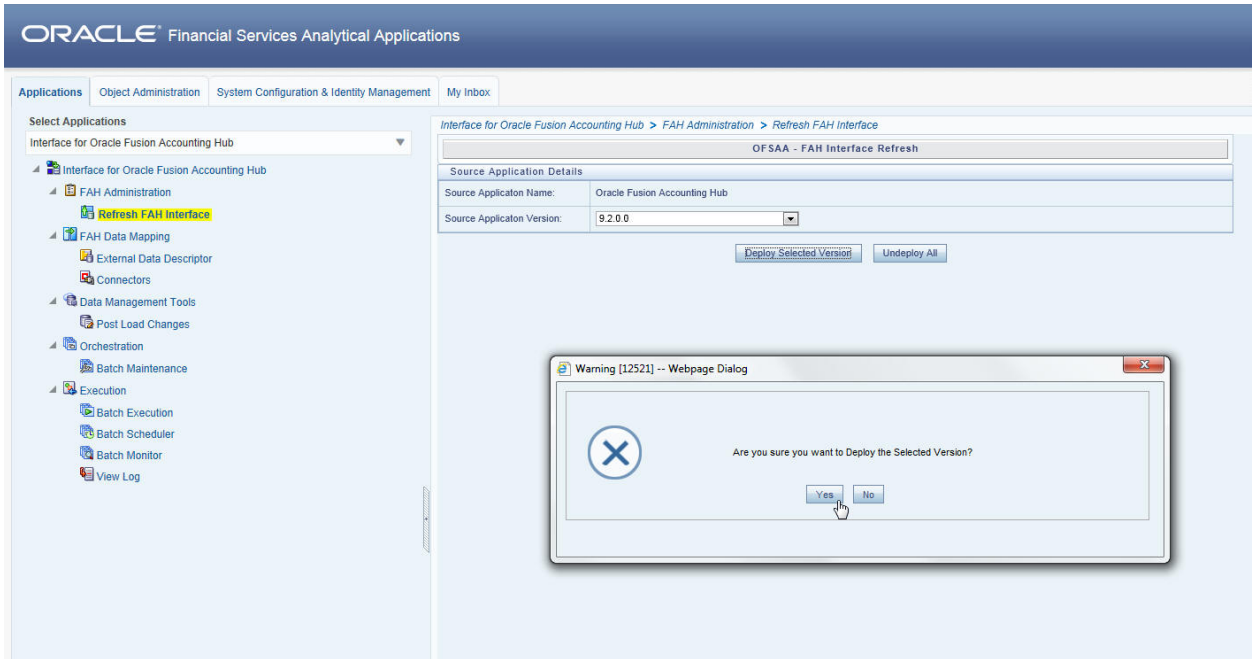 ORACLE® Financial Services Analytical Applications
Applications Object Administration System Configuration & Identity Management My Inbox
Select Applications
Interface for Oracle Fusion Accounting Hub
Interface for Oracle Fusion Accounting Hub
FAH Administration
Refresh FAH Interface
FAH Data Mapping
External Data Descriptor
Connectors
Data Management Tools
Post Load Changes
Orchestration
Batch Maintenance
Execution
Batch Execution
Batch Scheduler
Batch Monitor
View Log
Interface for Oracle Fusion Accounting Hub > FAH Administration > Refresh FAH Interface
OFSAA - FAH Interface Refresh
Source Application Details
Source Applicaton Name: Oracle Fusion Accounting Hub
Source Applicaton Version: 9.2.0.0
Deploy Selected Version Undeploy All
Warning [12521] -- Webpage Dialog
Are you sure you want to Deploy the Selected Version?
Yes No